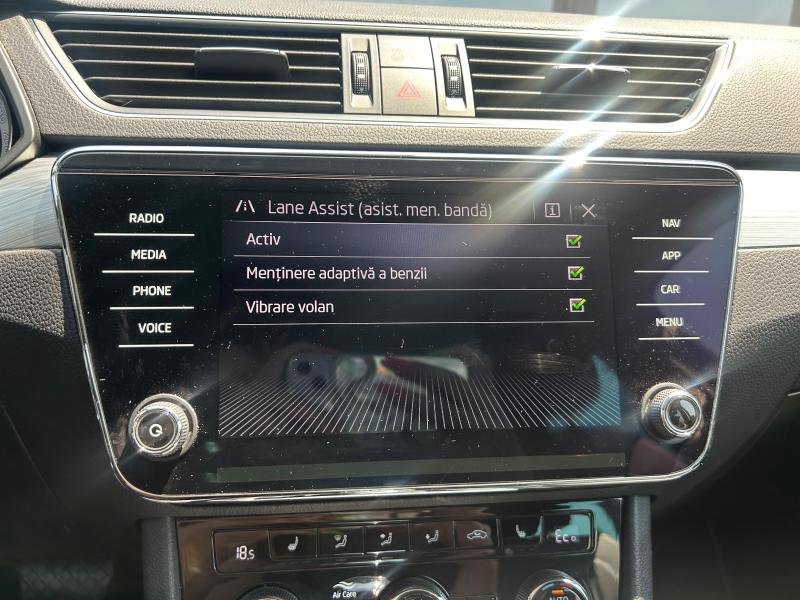 Lane Assist (asist. men. bandă)
i
RADIO
MEDIA
PHONE
VOICE
Activ
Menținere adaptivă a benzii
Vibrare volan
NAV
APP
CAR
MENU
18.5
Eco
Air Care
AUTO